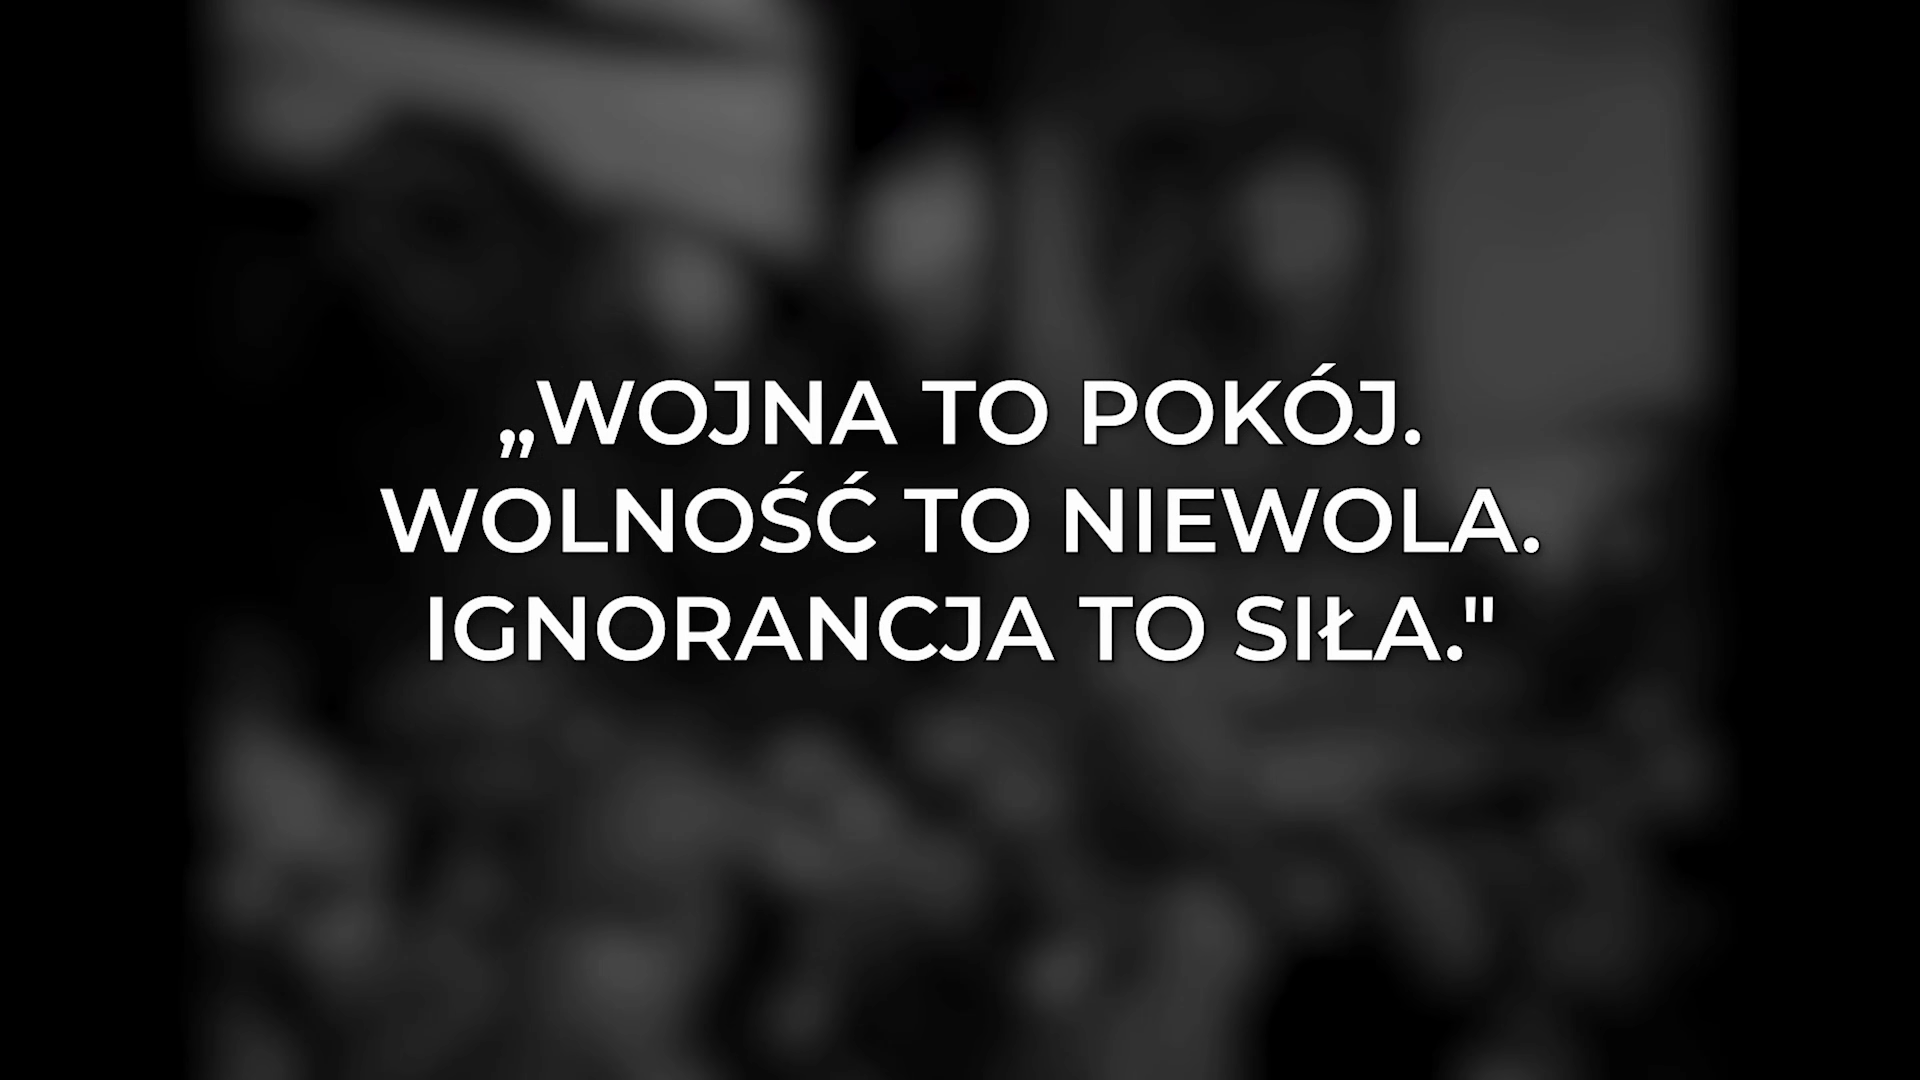 „WOJNA TO POKÓJ.
WOLNOŚĆ TO NIEWOLA.
IGNORANCJA TO SIŁA."